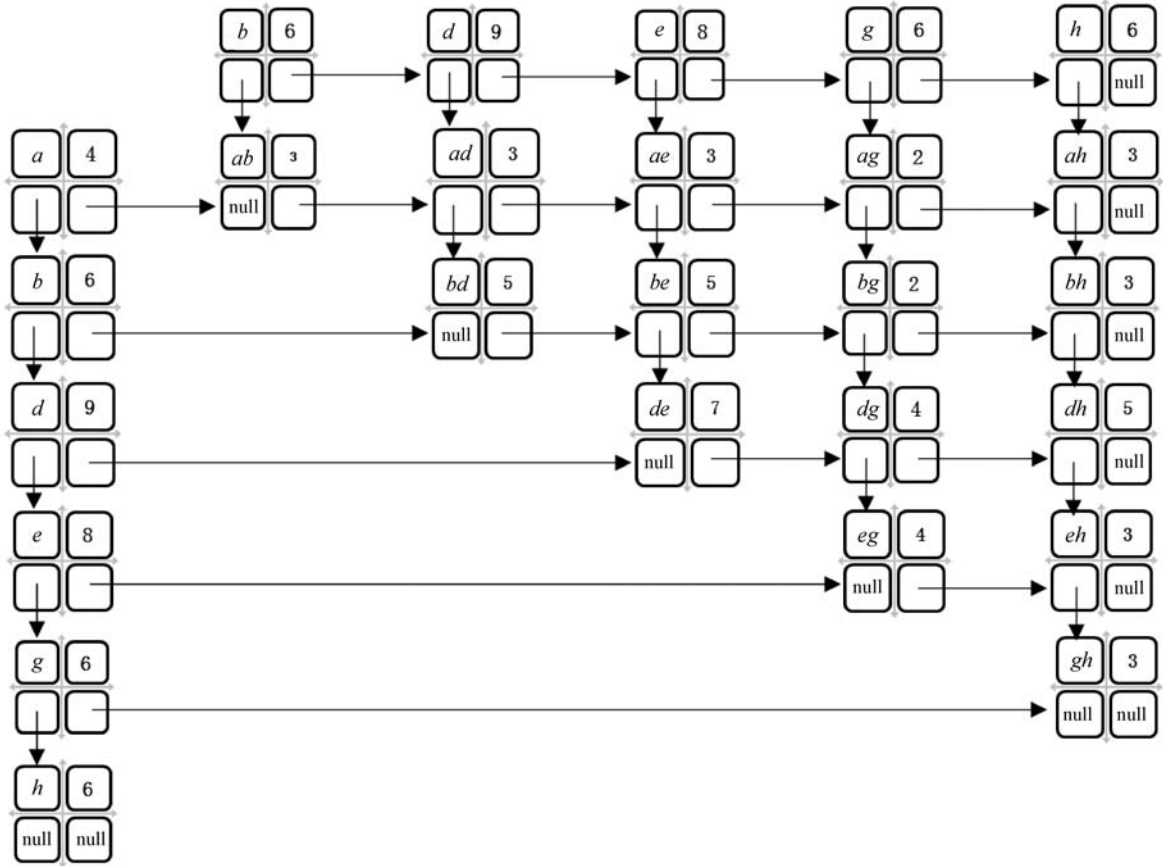 b 6 d 9 e 8 g 6 h 6
null
a 4 ab 3 ad 3 ae 3 ag 2 ah 3
null null
b 6 bd 5 be 5 bg 2 bh 3
null null
d 9 de 7 dg 4 dh 5
null null
e 8 eg 4 eh 3
null null
g 6 gh 3
null null
h 6
null null